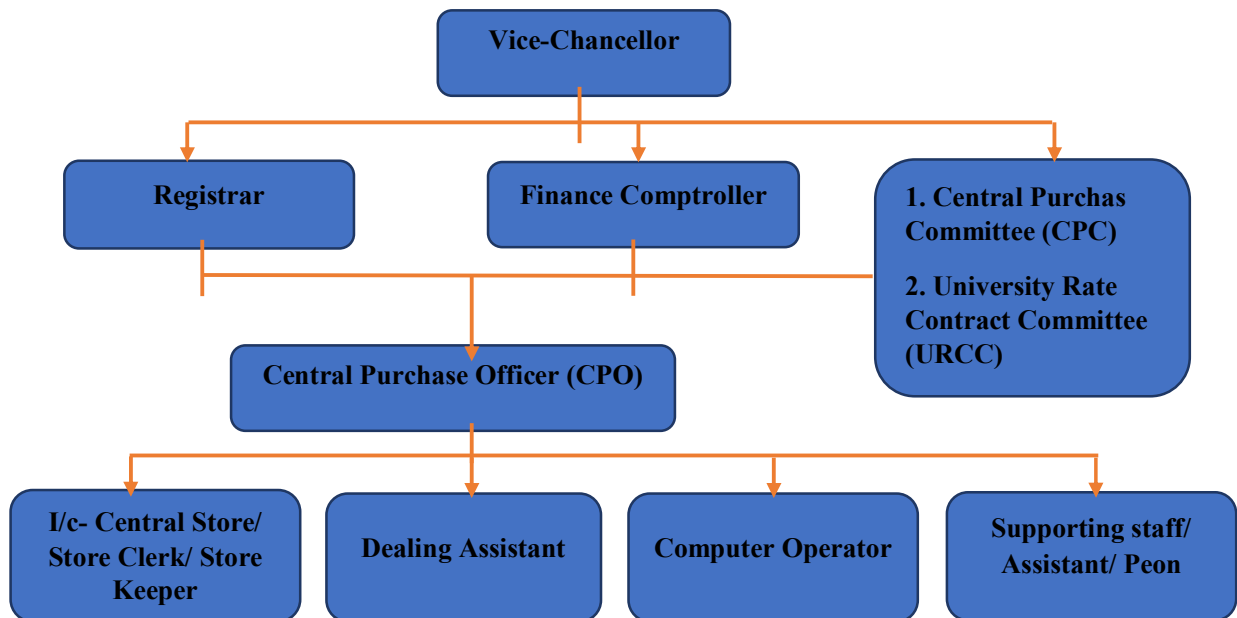 Vice-Chancellor
Registrar
Finance Comptroller
1. Central Purchas
Committee (CPC)
2. University Rate
Contract Committee
(URCC)
Central Purchase Officer (CPO)
I/c- Central Store/
Store Clerk/ Store
Keeper
Dealing Assistant
Computer Operator
Supporting staff/
Assistant/ Peon